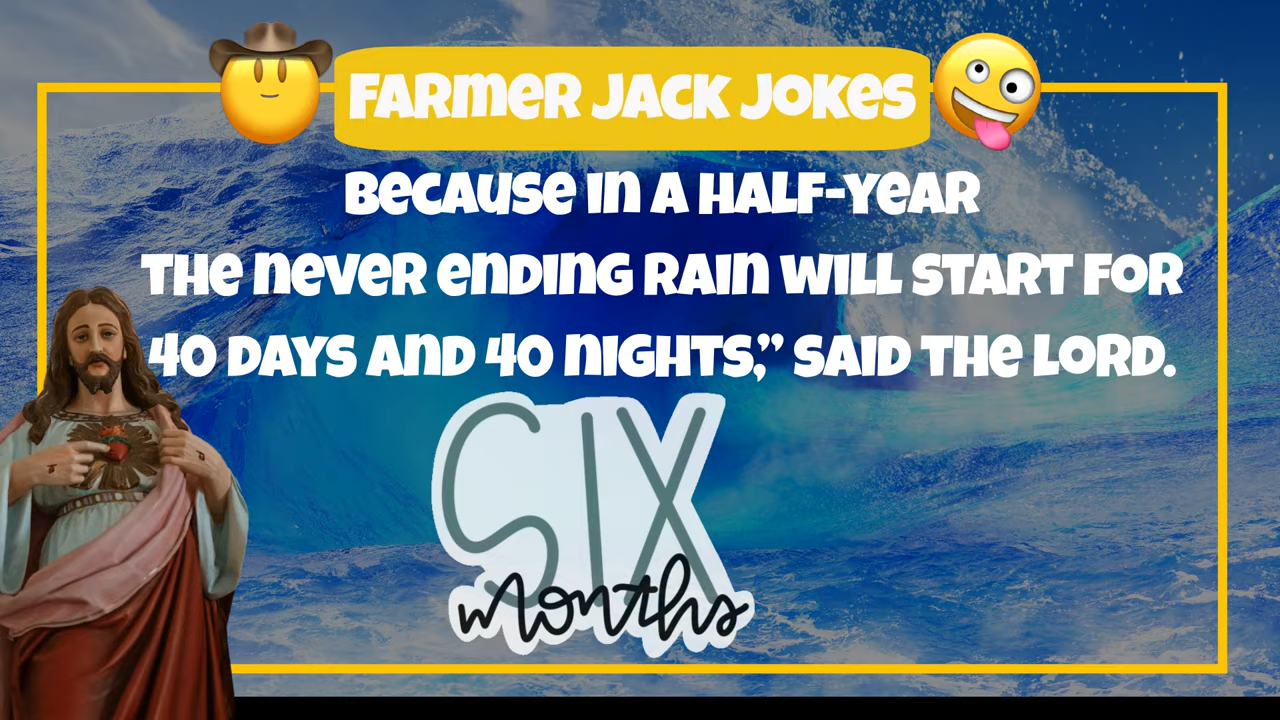 FARMER JACK JOKES
BECAUSE IN A HALF-YEAR
THE NEVER ENDING RAIN WILL START FOR
40 DAYS AND 40 NIGHTS,” SAID THE LORD.
SIX
months